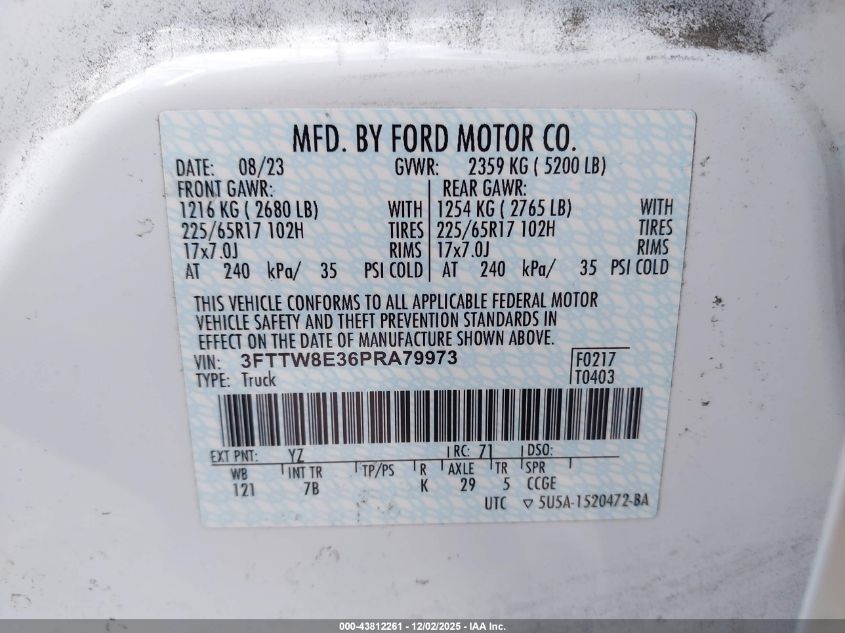 MFD. BY FORD MOTOR CO.
DATE: 08/23 GVWR: 2359 KG ( 5200 LB)
FRONT GAWR: REAR GAWR:
1216 KG ( 2680 LB) WITH 1254 KG ( 2765 LB) WITH
225/65R17 102H TIRES 225/65R17 102H TIRES
17x7.0J RIMS 17x7.0J RIMS
AT 240 kPa/ 35 PSI COLD AT 240 kPa/ 35 PSI COLD
THIS VEHICLE CONFORMS TO ALL APPLICABLE FEDERAL MOTOR
VEHICLE SAFETY AND THEFT PREVENTION STANDARDS IN
EFFECT ON THE DATE OF MANUFACTURE SHOWN ABOVE.
VIN: 3FTTW8E36PRA79973 F0217
TYPE: Truck T0403
EXT PNT: YZ RC: 71 DSO:
WB INT TR TP/PS R AXLE TR SPR
121 7B K 29 5 CCGE
UTC ▽ 5U5A-1520472-BA
000-43812261 - 12/02/2025 - IAA Inc.